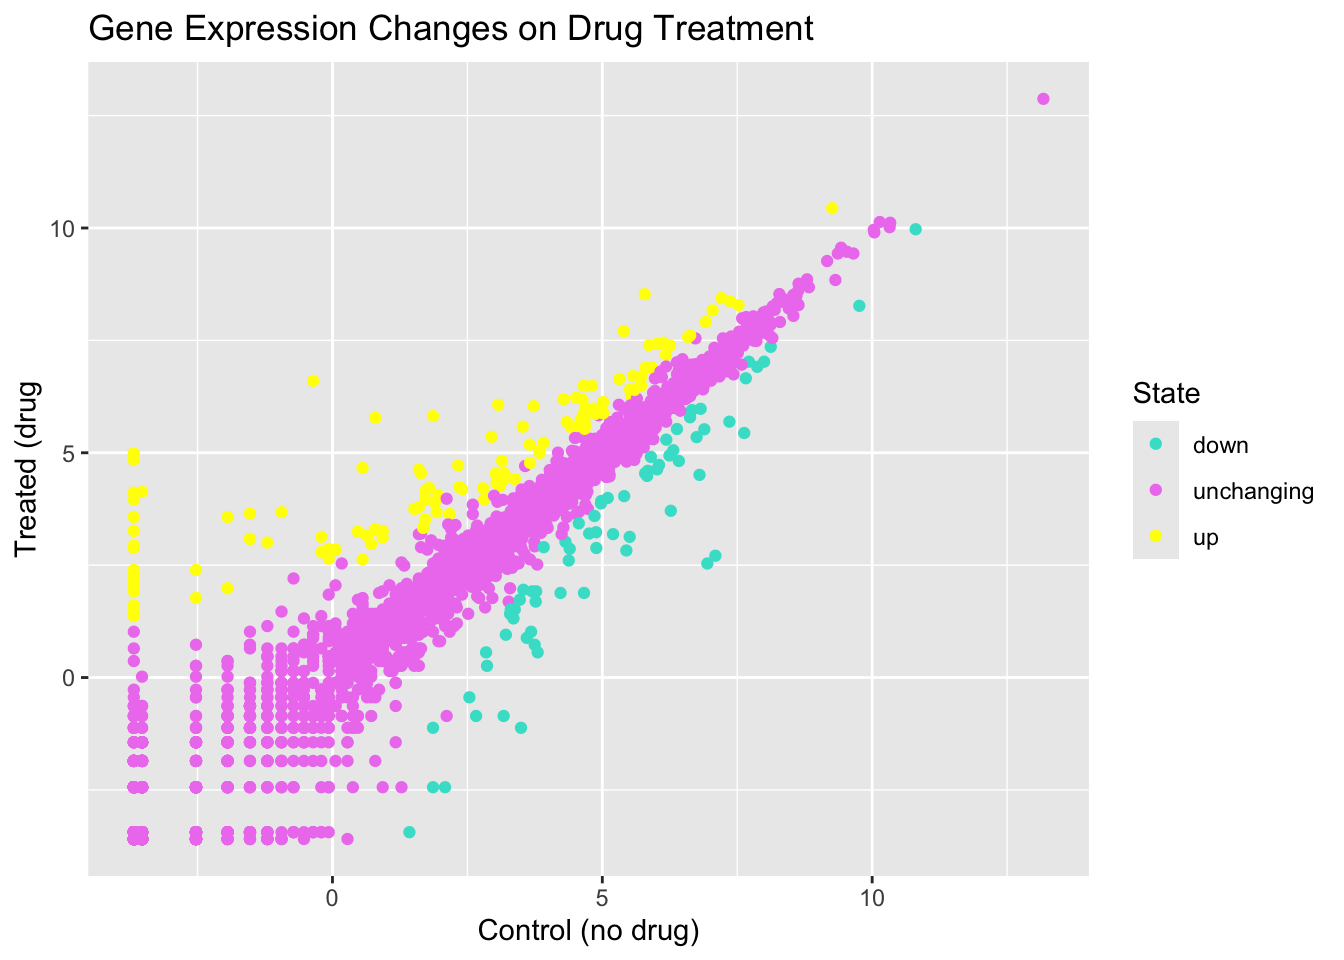 Gene Expression Changes on Drug Treatment
10
5
0
Treated (drug
0
5
10
Control (no drug)
State
down
unchanging
up